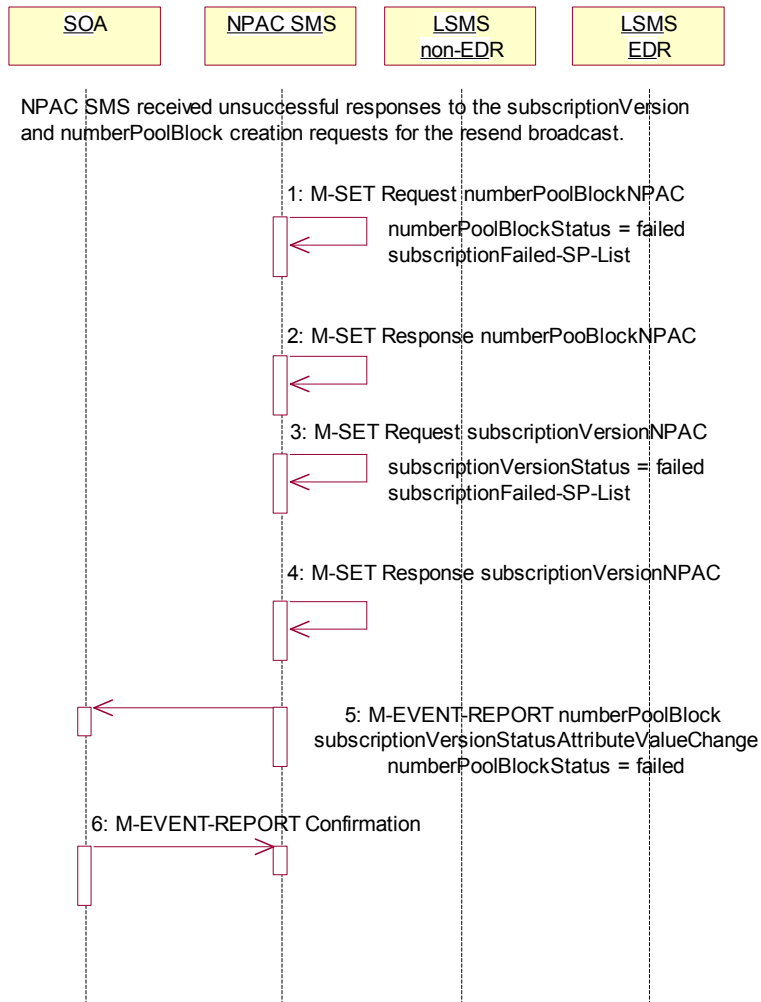 SOA
NPAC SMS
LSMS
non-EDR
LSMS
EDR
NPAC SMS received unsuccessful responses to the subscriptionVersion
and numberPoolBlock creation requests for the resend broadcast.
1: M-SET Request numberPoolBlockNPAC
numberPoolBlockStatus = failed
subscriptionFailed-SP-List
2: M-SET Response numberPooBlockNPAC
3: M-SET Request subscriptionVersionNPAC
subscriptionVersionStatus = failed
subscriptionFailed-SP-List
4: M-SET Response subscriptionVersionNPAC
5: M-EVENT-REPORT numberPoolBlock
subscriptionVersionStatusAttributeValueChange
numberPoolBlockStatus = failed
6: M-EVENT-REPORT Confirmation